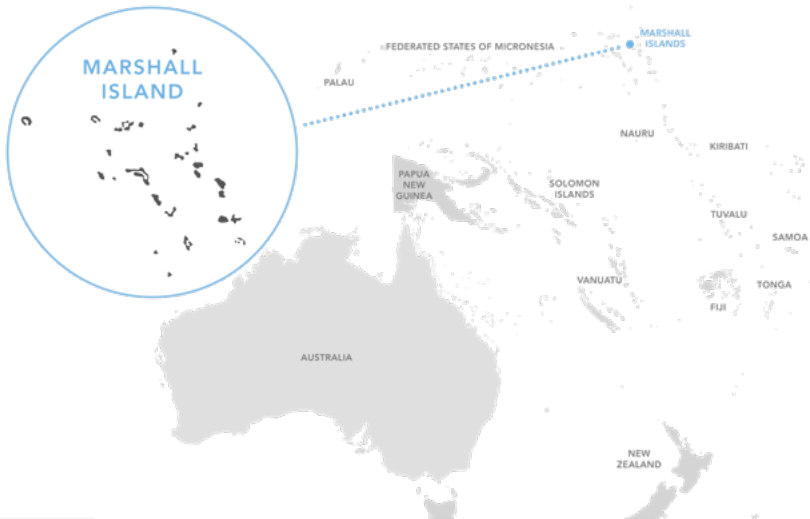 MARSHALL
ISLAND
MARSHALL
ISLANDS
FEDERATED STATES OF MICRONESIA
PALAU
NAURU
KIRIBATI
PAPUA
NEW
GUINEA
SOLOMON
ISLANDS
TUVALU
SAMOA
VANUATU
TONGA
FIJI
AUSTRALIA
NEW
ZEALAND